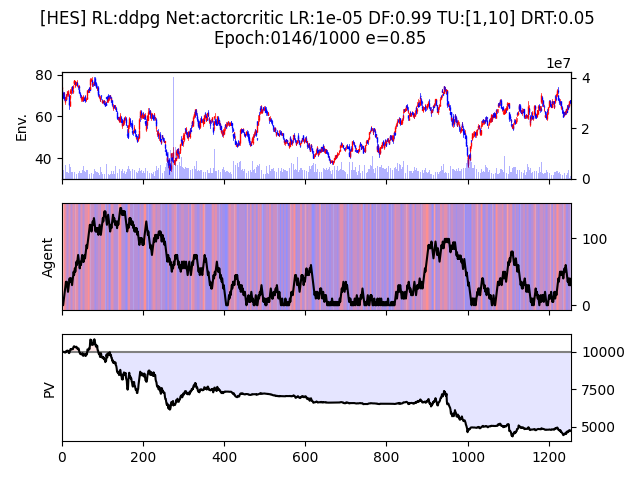 [HES] RL:ddpg Net:actorcritic LR:1e-05 DF:0.99 TU:[1,10] DRT:0.05
Epoch:0146/1000 e=0.85
1e7
80
60
40
Env.
4
2
0
Agent
100
0
PV
10000
7500
5000
0 200 400 600 800 1000 1200